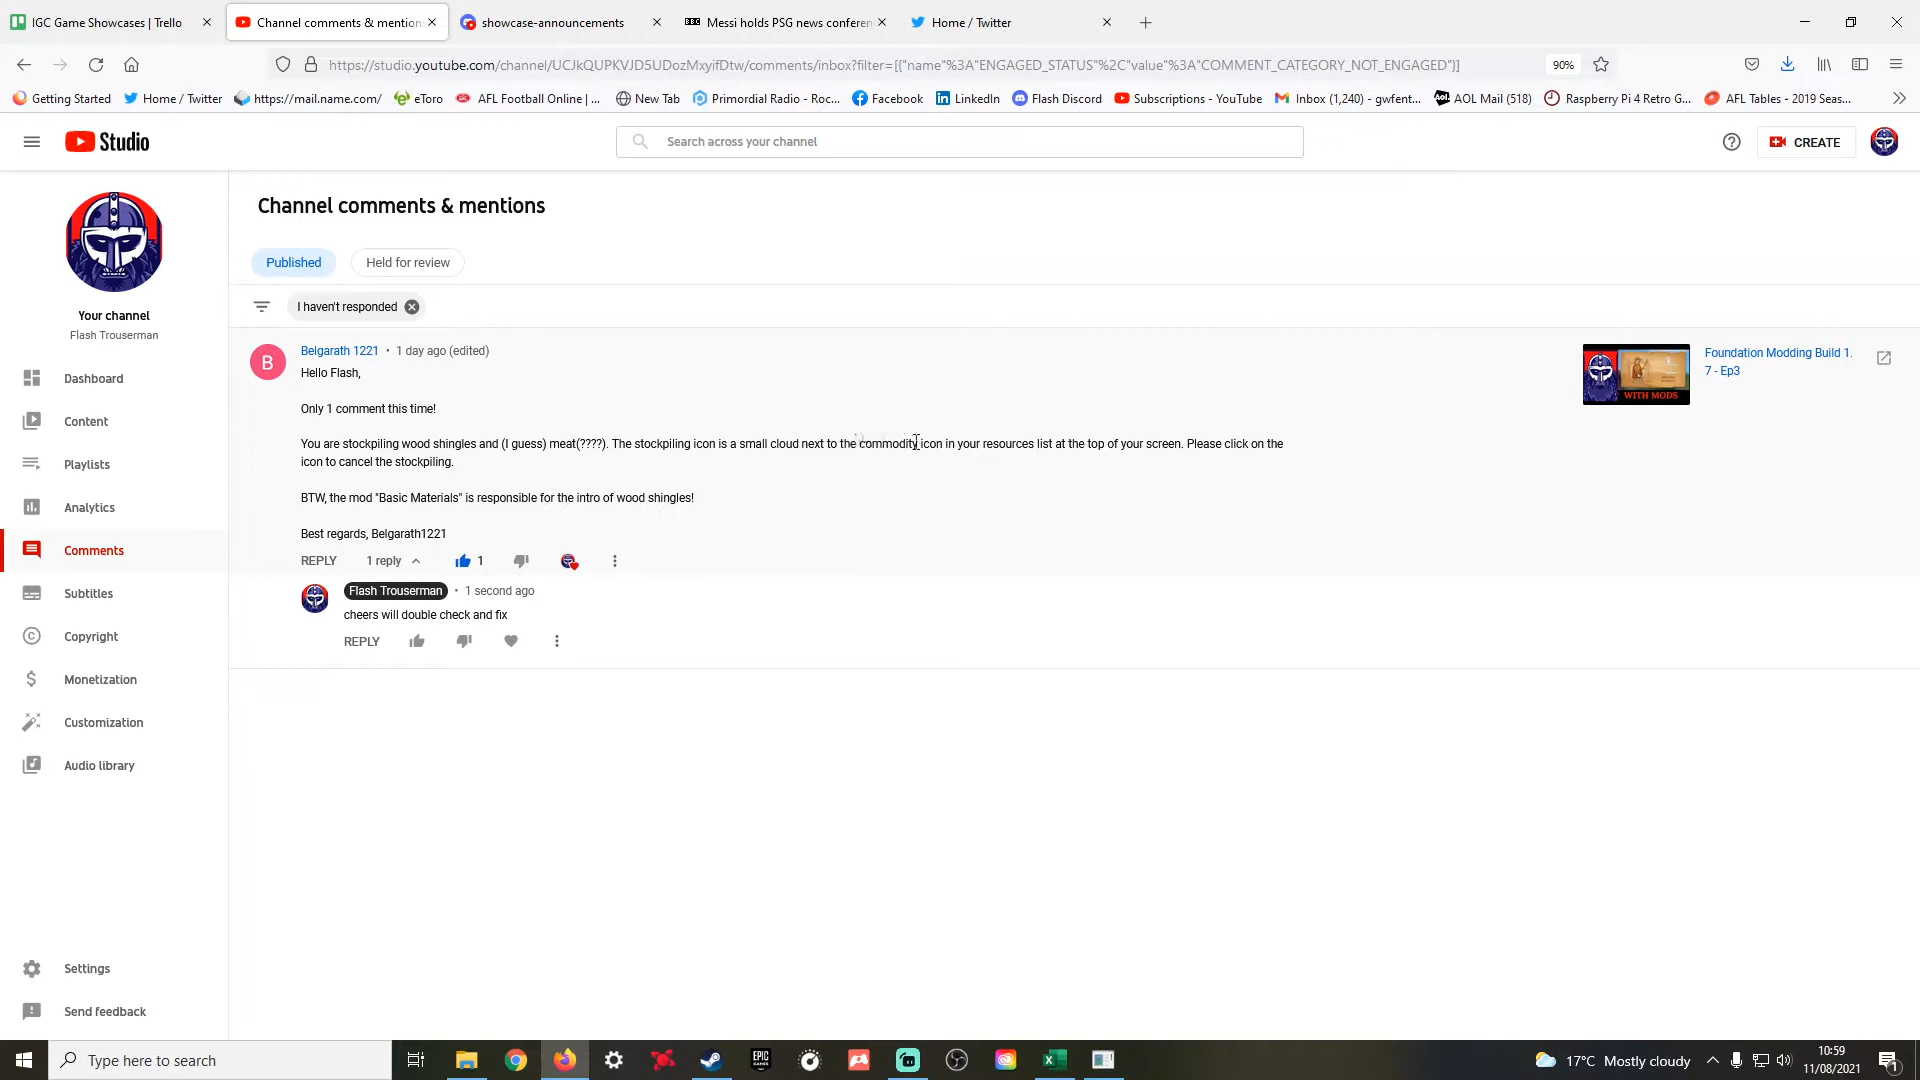 IGC Game Showcases | Trello
Channel comments & mention
showcase-announcements
BBC Messi holds PSG news conferen
Home / Twitter
https://studio.youtube.com/channel/UCJkQUPKVJD5UDozMxyifDtw/comments/inbox?filter=[{"name"%3A"ENGAGED_STATUS"%2C"value"%3A"COMMENT_CATEGORY_NOT_ENGAGED"}]
90%
Getting Started
Home / Twitter
https://mail.name.com/
eToro
AFL Football Online | ...
New Tab
Primordial Radio - Roc...
Facebook
LinkedIn
Flash Discord
Subscriptions - YouTube
Inbox (1,240) - gwfent...
AOL Mail (518)
Raspberry Pi 4 Retro G...
AFL Tables - 2019 Seas...
Studio
Search across your channel
CREATE
Your channel
Flash Trouserman
Dashboard
Content
Playlists
Analytics
Comments
Subtitles
Copyright
Monetization
Customization
Audio library
Settings
Send feedback
Channel comments & mentions
Published
Held for review
I haven't responded
B
Belgarath 1221 • 1 day ago (edited)
Hello Flash,
Only 1 comment this time!
You are stockpiling wood shingles and (I guess) meat(????). The stockpiling icon is a small cloud next to the commodity icon in your resources list at the top of your screen. Please click on the
icon to cancel the stockpiling.
BTW, the mod "Basic Materials" is responsible for the intro of wood shingles!
Best regards, Belgarath1221
REPLY 1 reply 1
Flash Trouserman • 1 second ago
cheers will double check and fix
REPLY
WITH MODS
Foundation Modding Build 1.
7 - Ep3
Type here to search
EPIC GAMES
17°C Mostly cloudy
10:59
11/08/2021
1